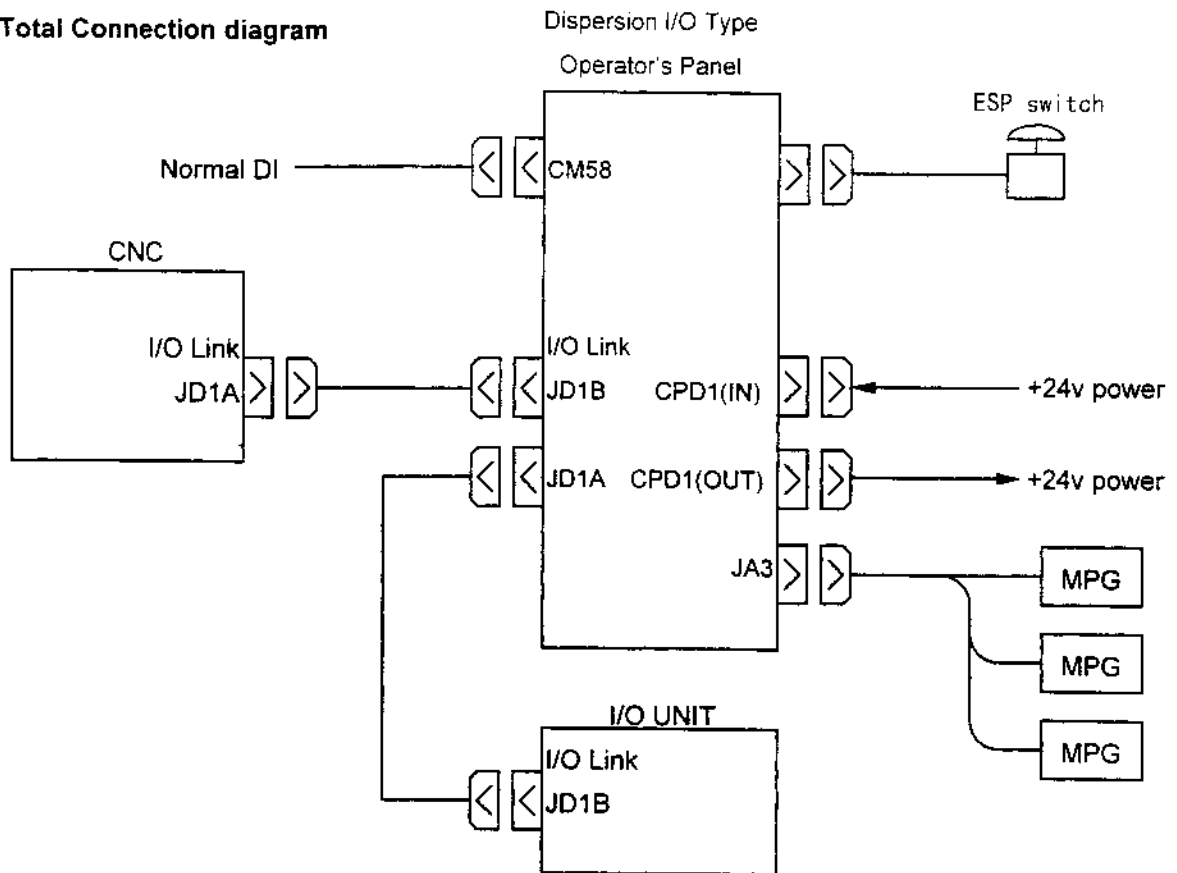 Total Connection diagram
Dispersion I/O Type
Operator's Panel
ESP switch
Normal DI
CM58
CNC
I/O Link
JD1A
I/O Link
JD1B
CPD1(IN)
+24v power
JD1A
CPD1(OUT)
+24v power
JA3
MPG
MPG
MPG
I/O UNIT
I/O Link
JD1B